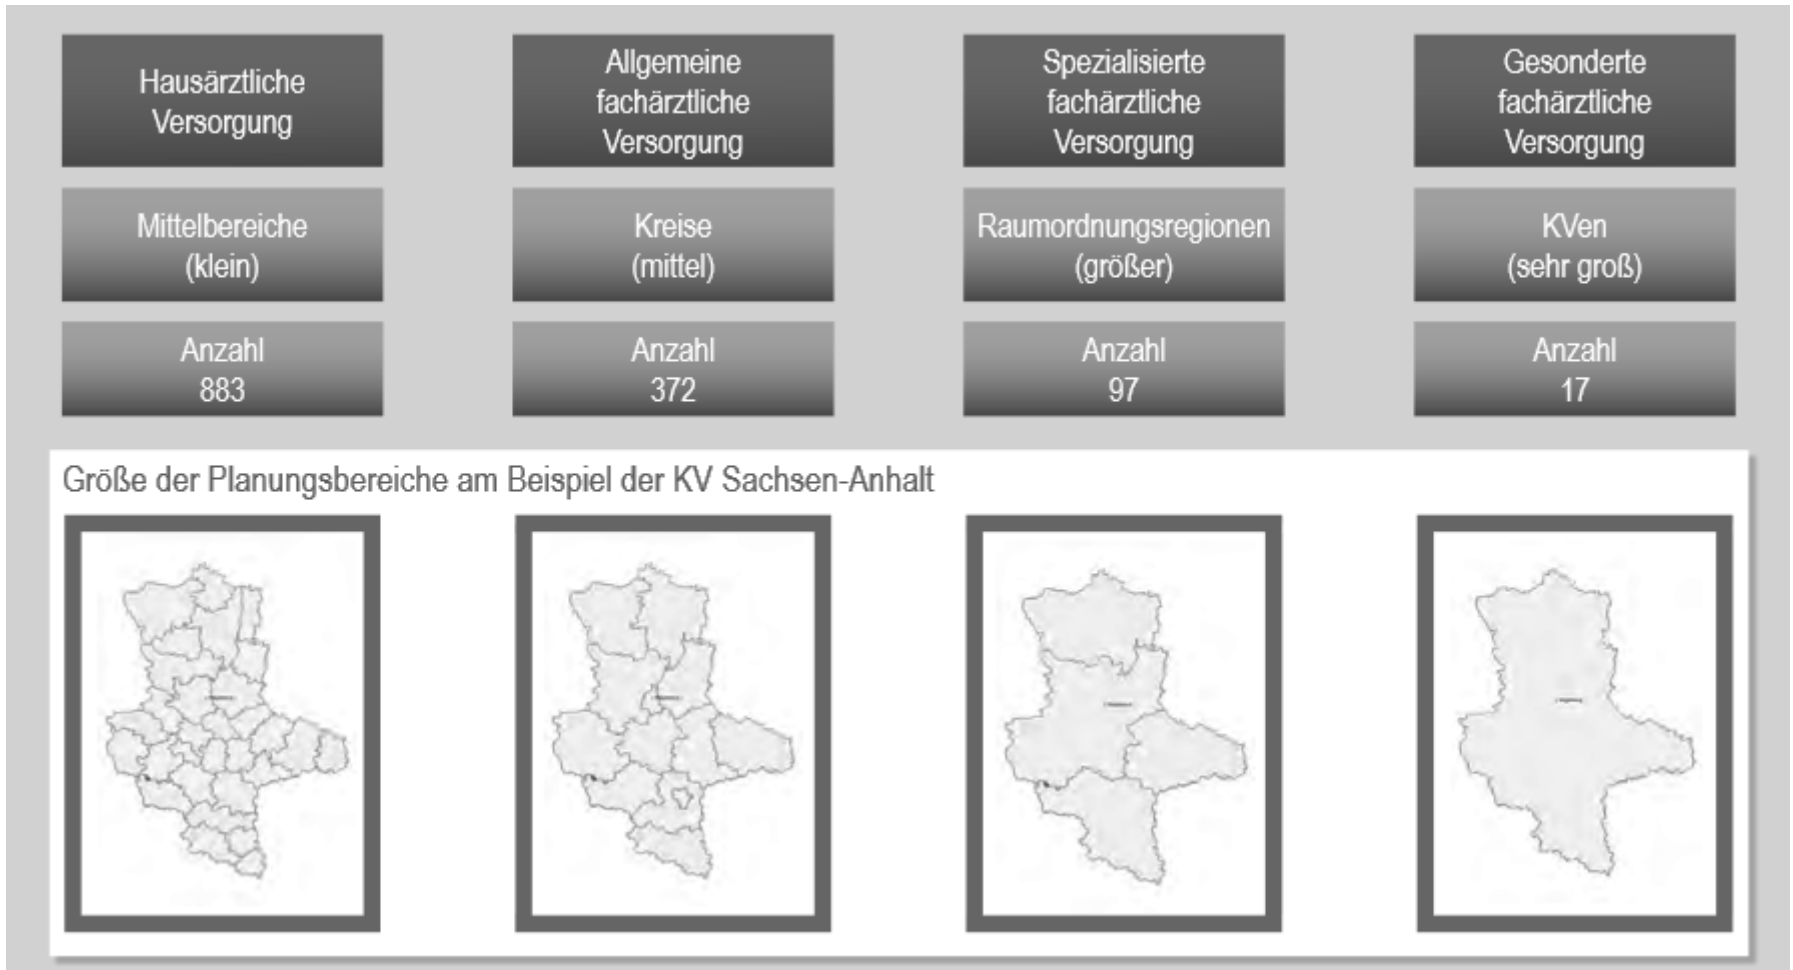 Hausärztliche
Versorgung
Allgemeine
fachärztliche
Versorgung
Spezialisierte
fachärztliche
Versorgung
Gesonderte
fachärztliche
Versorgung
Mittelbereiche
(klein)
Kreise
(mittel)
Raumordnungsregionen
(größer)
KVen
(sehr groß)
Anzahl
883
Anzahl
372
Anzahl
97
Anzahl
17
Größe der Planungsbereiche am Beispiel der KV Sachsen-Anhalt